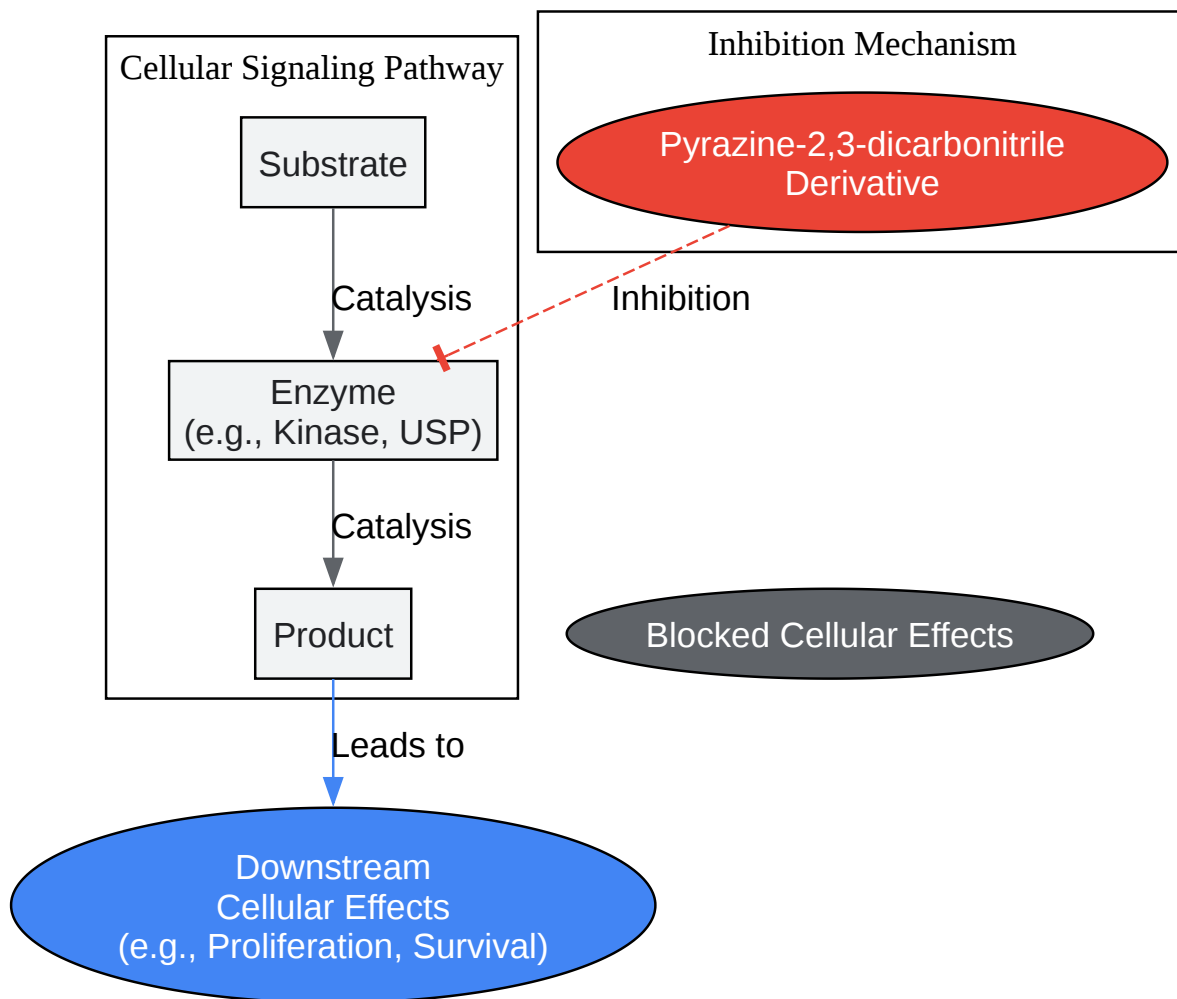 Cellular Signaling Pathway
Substrate
Catalysis
Enzyme
(e.g., Kinase, USP)
Catalysis
Product
Leads to
Downstream
Cellular Effects
(e.g., Proliferation, Survival)
Inhibition Mechanism
Pyrazine-2,3-dicarbonitrile
Derivative
Inhibition
Blocked Cellular Effects